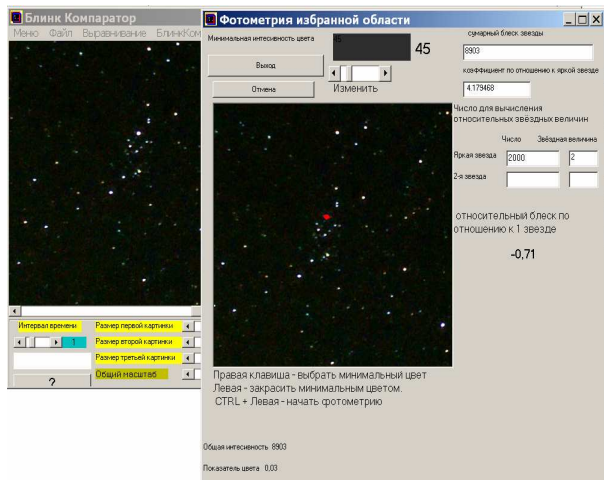 Блинк Компаратор
Меню Файл Выравнивание БлинкКом
Интервал времени
1
Размер первой картинки
Размер второй картинки
Размер третьей картинки
Общий масштаб
?
Фотометрия избранной области
Минимальная интесивность цвета
45
Выход
Отмена
Изменить
сумарный блеск звезды
8903
коэффициент по отношению к яркой звезде
4,179468
Число для вычисления
относительных звёздных величин
Число Звёздная величина
Яркая звезда 2000 2
2-я звезда
относительный блеск по
отношению к 1 звезде
-0,71
Правая клавиша - выбрать минимальный цвет
Левая - закрасить минимальным цветом.
CTRL + Левая - начать фотометрию
Общая интесивность 8903
Показатель цвета 0,03